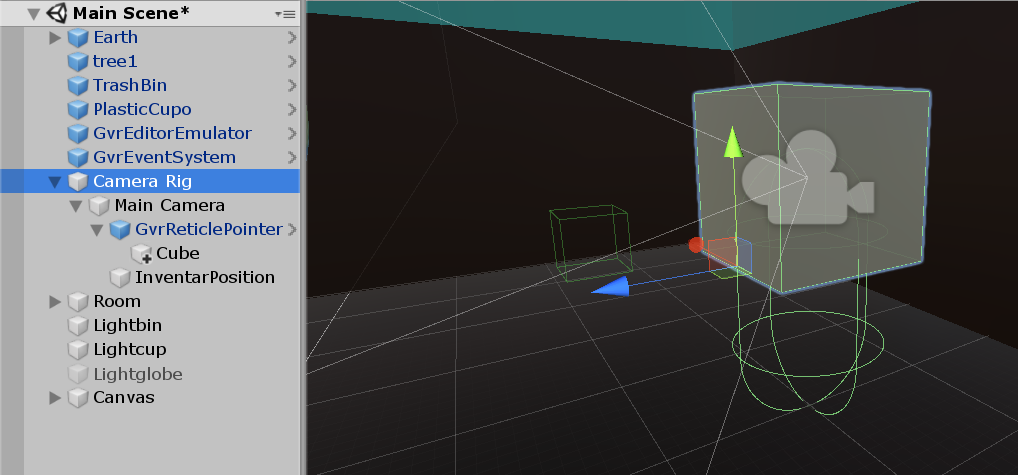 Main Scene*
Earth
tree1
TrashBin
PlasticCupo
GvrEditorEmulator
GvrEventSystem
Camera Rig
Main Camera
GvrReticlePointer
Cube
InventarPosition
Room
Lightbin
Lightcup
Lightglobe
Canvas